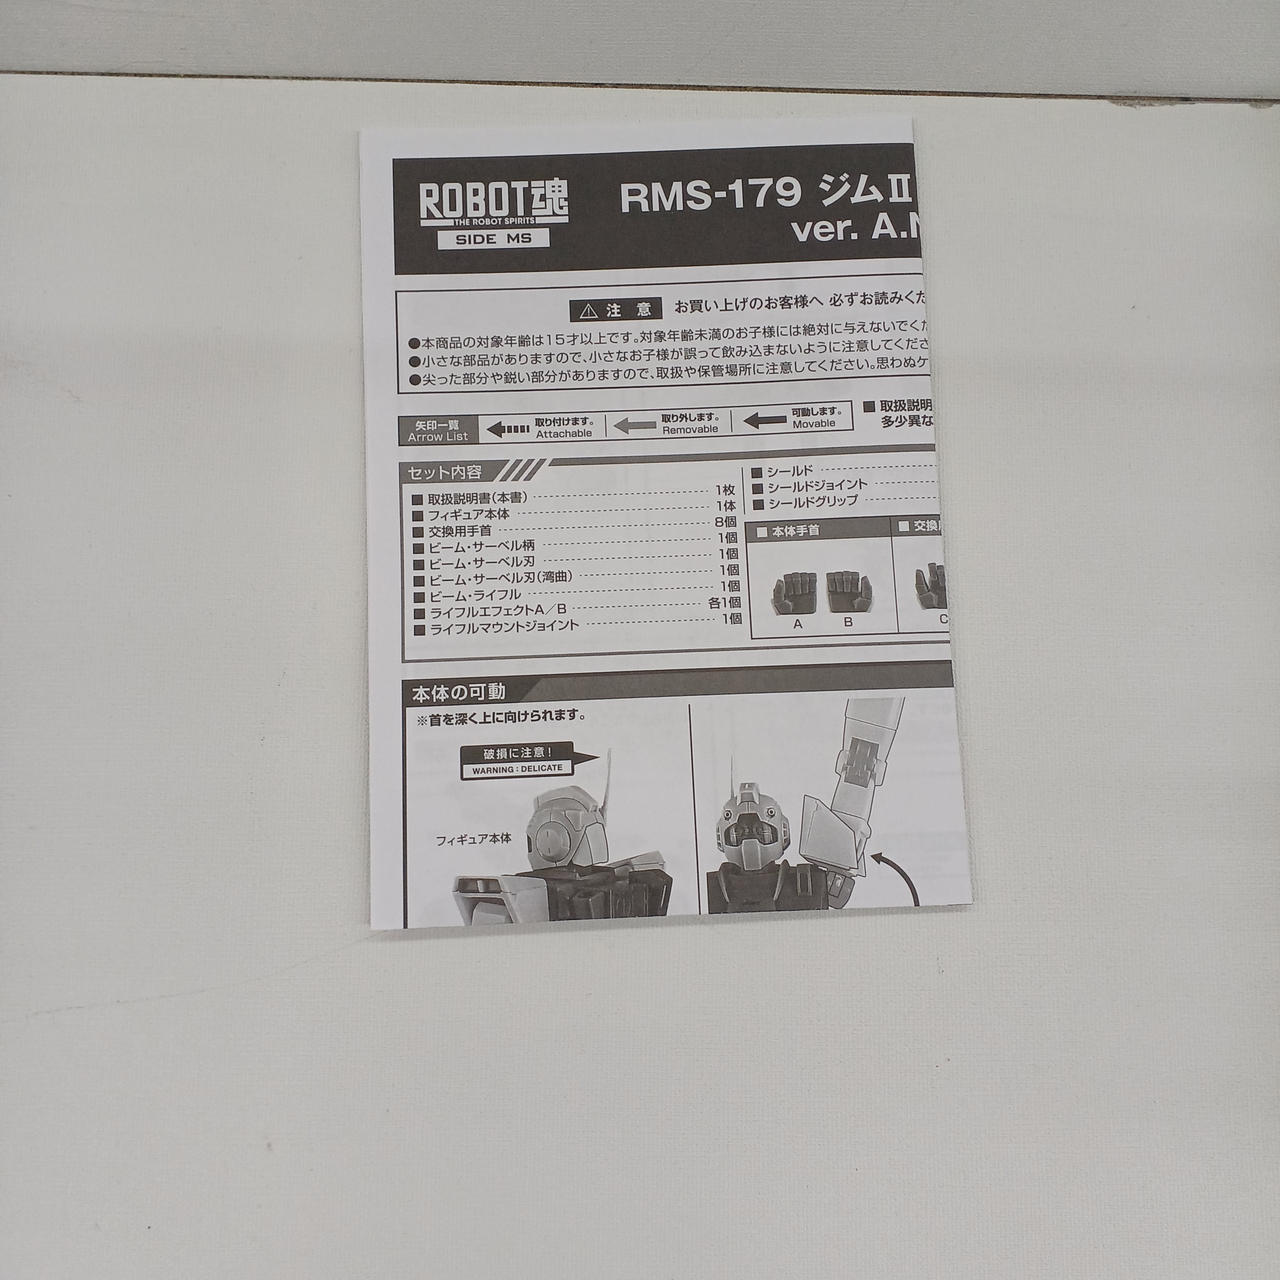 ROBOT魂
THE ROBOT SPIRITS
SIDE MS
RMS-179 ジムⅡ
ver. A.N
注意 お買い上げのお客様へ 必ずお読みくだ
●本商品の対象年齢は15才以上です。対象年齢未満のお子様には絶対に与えないでくだ
●小さな部品がありますので、小さなお子様が誤って飲み込まないように注意してくださ
●尖った部分や鋭い部分がありますので、取扱や保管場所に注意してください。思わぬケ
矢印一覧
Arrow List
取り付けます。
Attachable
取り外します。
Removable
可動します。
Movable
■ 取扱説明
多少異な
セット内容
■ 取扱説明書（本書） 1枚
■ フィギュア本体 1体
■ 交換用手首 8個
■ ビーム・サーベル柄 1個
■ ビーム・サーベル刃 1個
■ ビーム・サーベル刃（湾曲） 1個
■ ビーム・ライフル 1個
■ ライフルエフェクトA／B 各1個
■ ライフルマウントジョイント 1個
■ シールド
■ シールドジョイント
■ シールドグリップ
■ 本体手首
■ 交換
A
B
C
本体の可動
※首を深く上に向けられます。
破損に注意！
WARNING : DELICATE
フィギュア本体